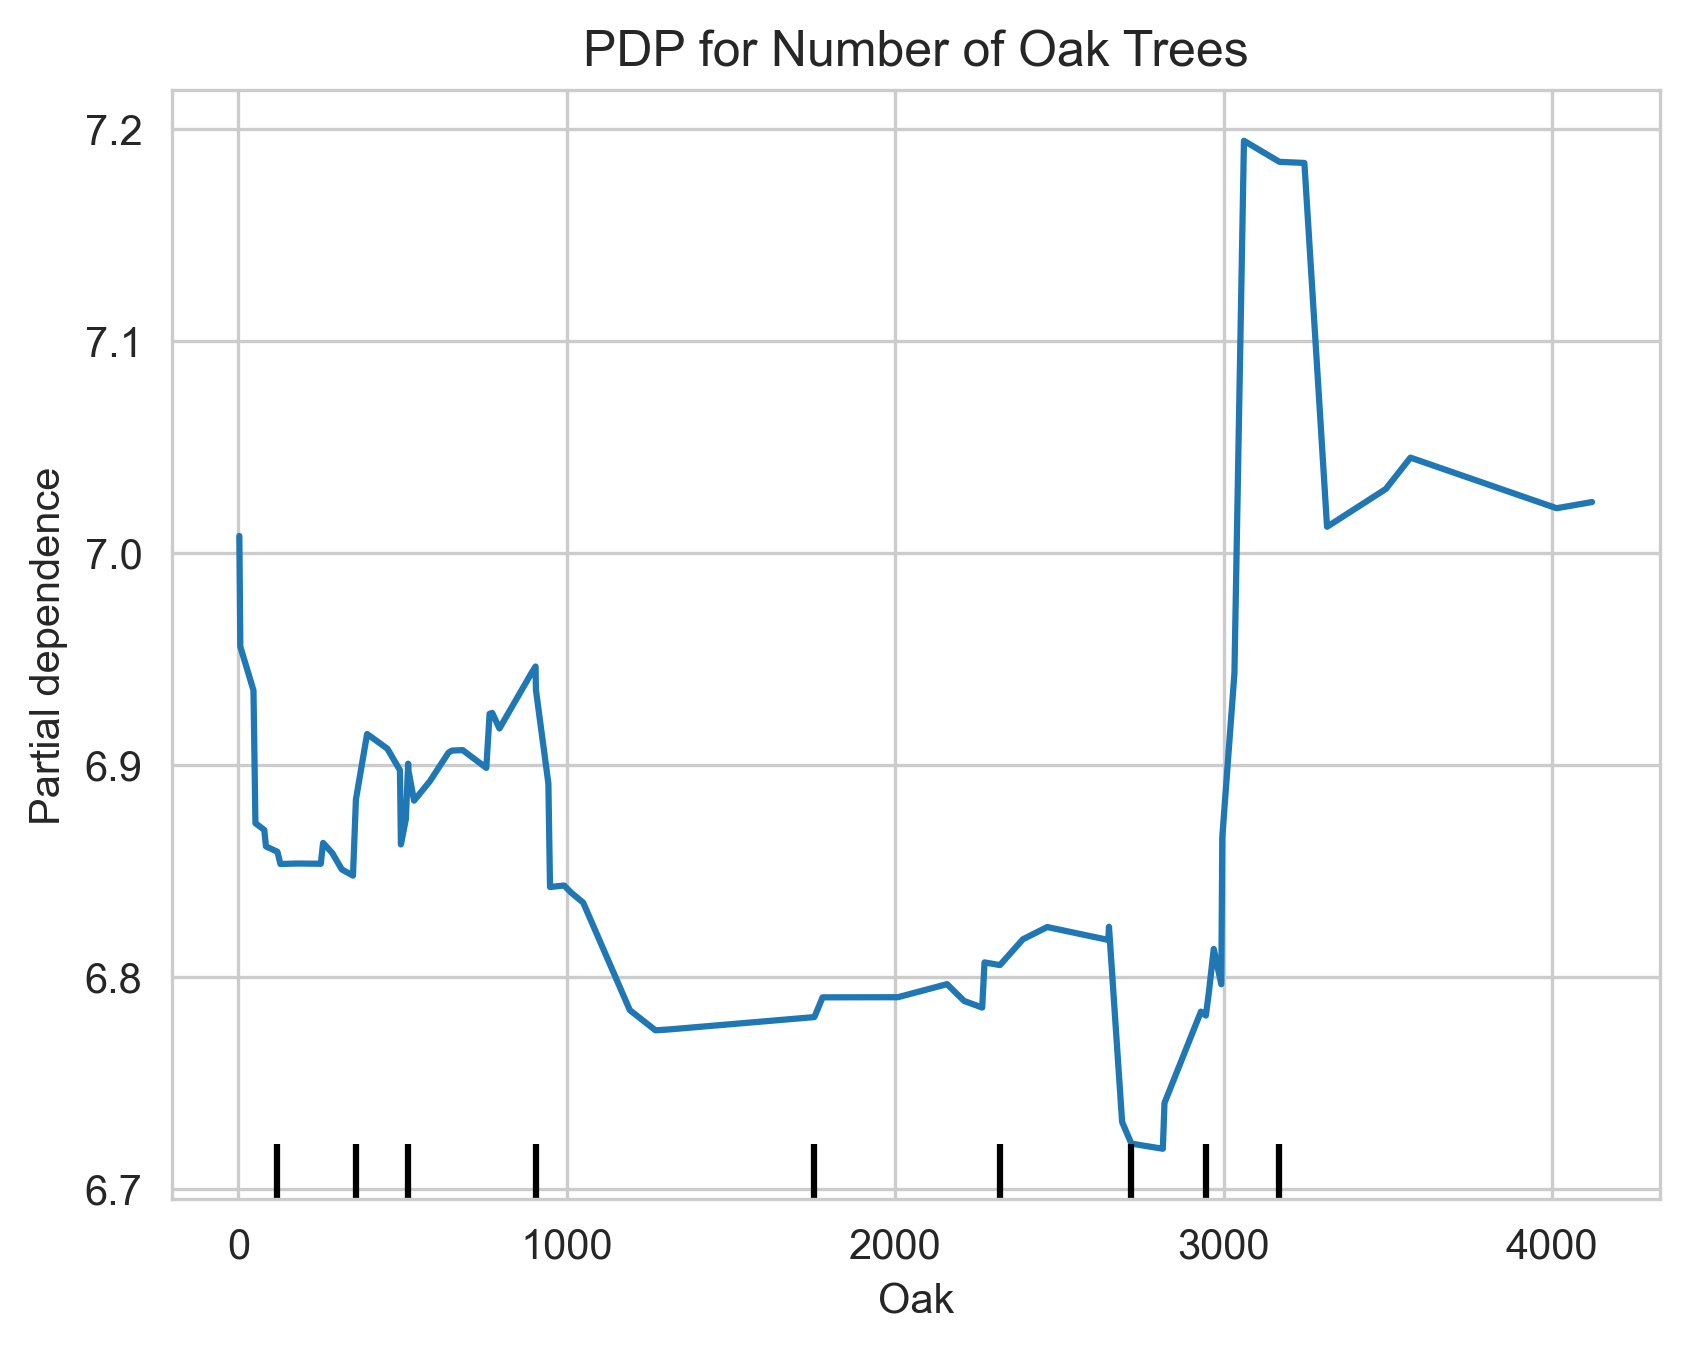 PDP for Number of Oak Trees
7.2
7.1
7.0
6.9
6.8
6.7
Partial dependence
0 1000 2000 3000 4000
Oak